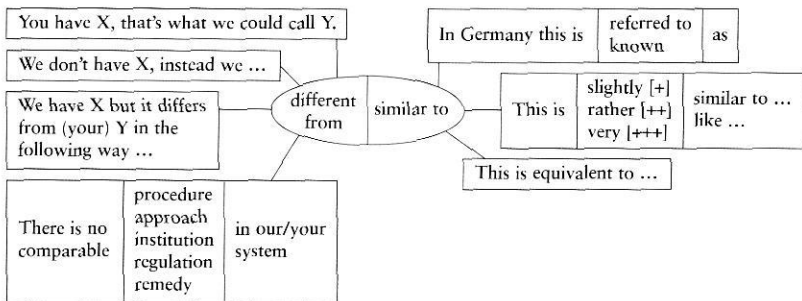 You have X, that's what we could call Y.
We don't have X, instead we …
We have X but it differs
from (your) Y in the
following way …
There is no
comparable
procedure
approach
institution
regulation
remedy
in our/your
system
different
from
similar to
In Germany this is
referred to
known
as
This is
slightly [+]
rather [++]
very [+++]
similar to …
like …
This is equivalent to …